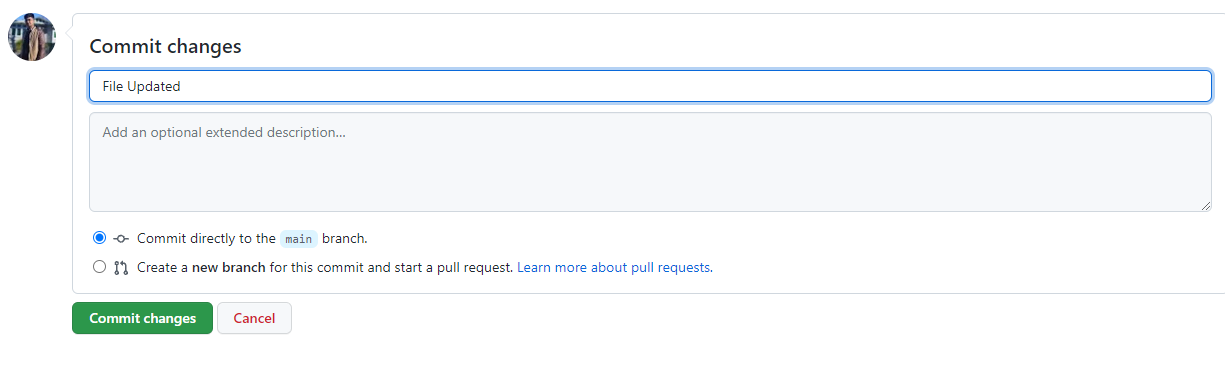 Commit changes
File Updated
Add an optional extended description...
Commit directly to the main branch.
Create a new branch for this commit and start a pull request. Learn more about pull requests.
Commit changes Cancel